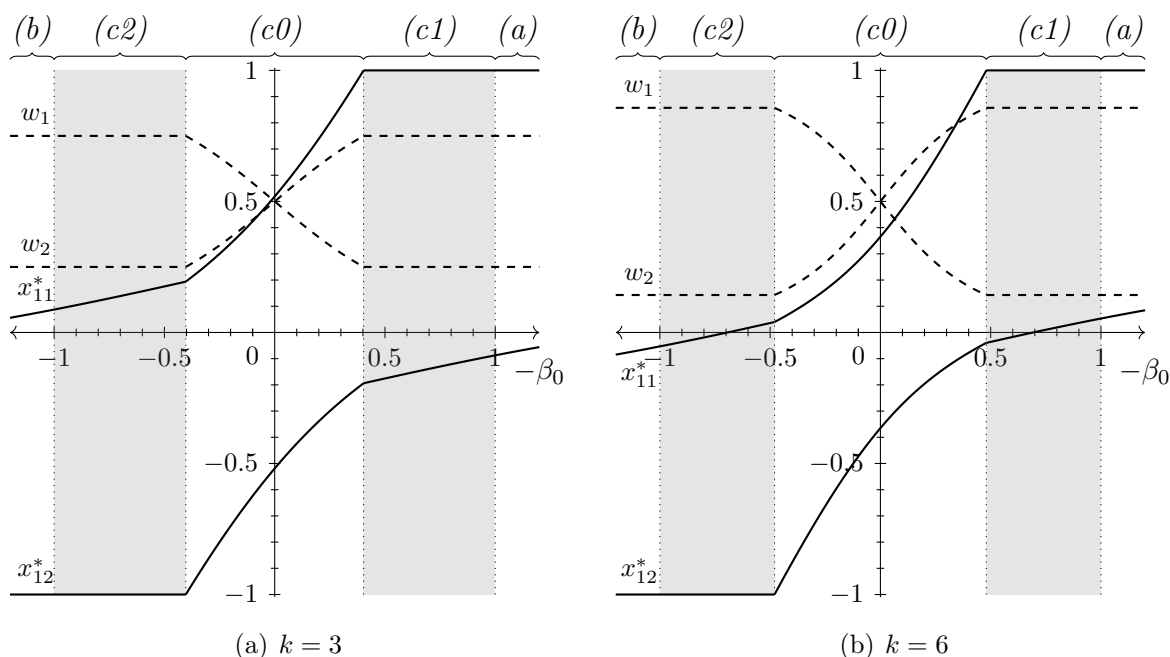 (b) (c2) (c0) (c1) (a)
1
w₁
0.5
w₂
x*₁₁
−1 −0.5 0 0.5 1
−β₀
−0.5
x*₁₂
−1
(a) k = 3
(b) (c2) (c0) (c1) (a)
1
w₁
0.5
w₂
−1 −0.5 0 0.5 1
x*₁₁
−β₀
−0.5
x*₁₂
−1
(b) k = 6